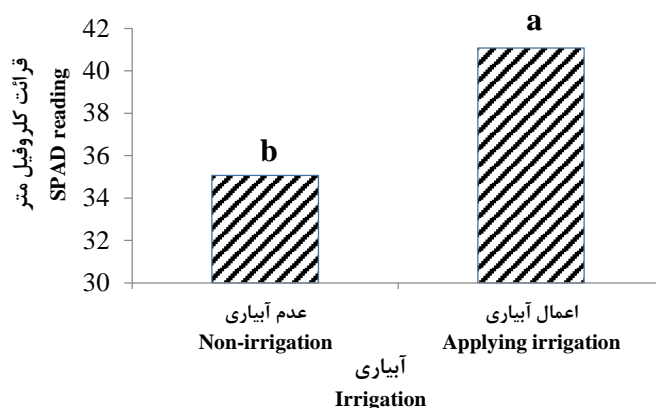 قرائت کلروفیل متر
SPAD reading
42
40
38
36
34
32
30
b
a
عدم آبیاری
Non-irrigation
اعمال آبیاری
Applying irrigation
آبیاری
Irrigation